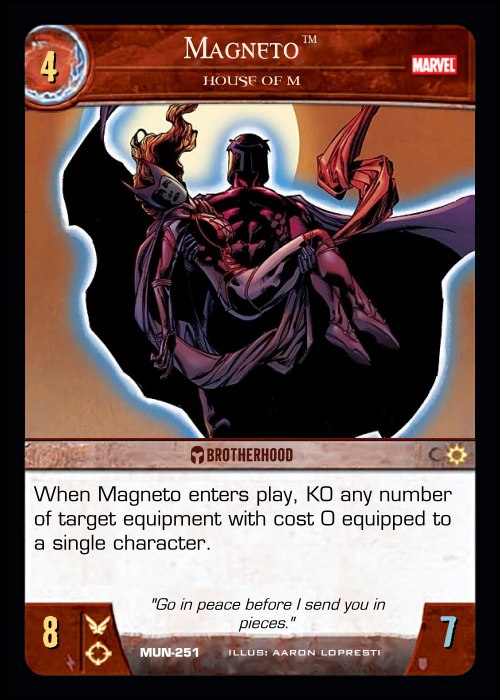 4
Magneto™
HOUSE OF M
MARVEL
BROTHERHOOD
C
When Magneto enters play, KO any number
of target equipment with cost 0 equipped to
a single character.
"Go in peace before I send you in
pieces."
8
MUN-251
ILLUS: AARON LOPRESTI
7